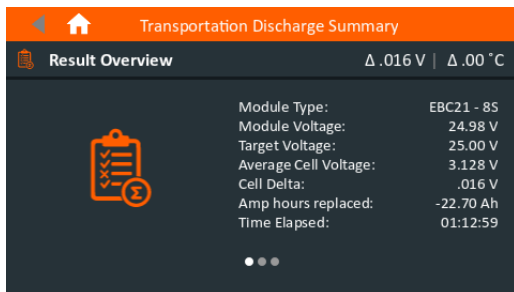 Transportation Discharge Summary
Result Overview Δ .016 V | Δ .00 °C
Module Type: EBC21 - 8S
Module Voltage: 24.98 V
Target Voltage: 25.00 V
Average Cell Voltage: 3.128 V
Cell Delta: .016 V
Amp hours replaced: -22.70 Ah
Time Elapsed: 01:12:59